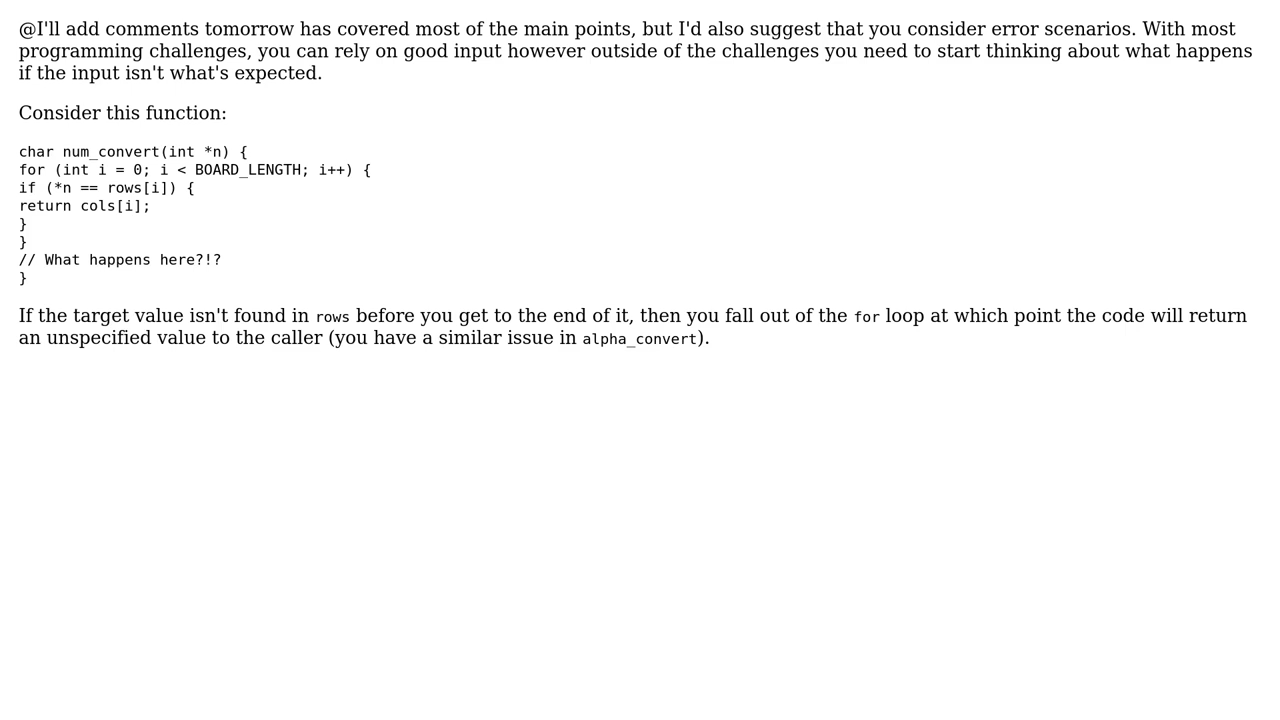 @I'll add comments tomorrow has covered most of the main points, but I'd also suggest that you consider error scenarios. With most
programming challenges, you can rely on good input however outside of the challenges you need to start thinking about what happens
if the input isn't what's expected.
Consider this function:
char num_convert(int *n) {
for (int i = 0; i < BOARD_LENGTH; i++) {
if (*n == rows[i]) {
return cols[i];
}
}
// What happens here?!?
}
If the target value isn't found in rows before you get to the end of it, then you fall out of the for loop at which point the code will return
an unspecified value to the caller (you have a similar issue in alpha_convert).